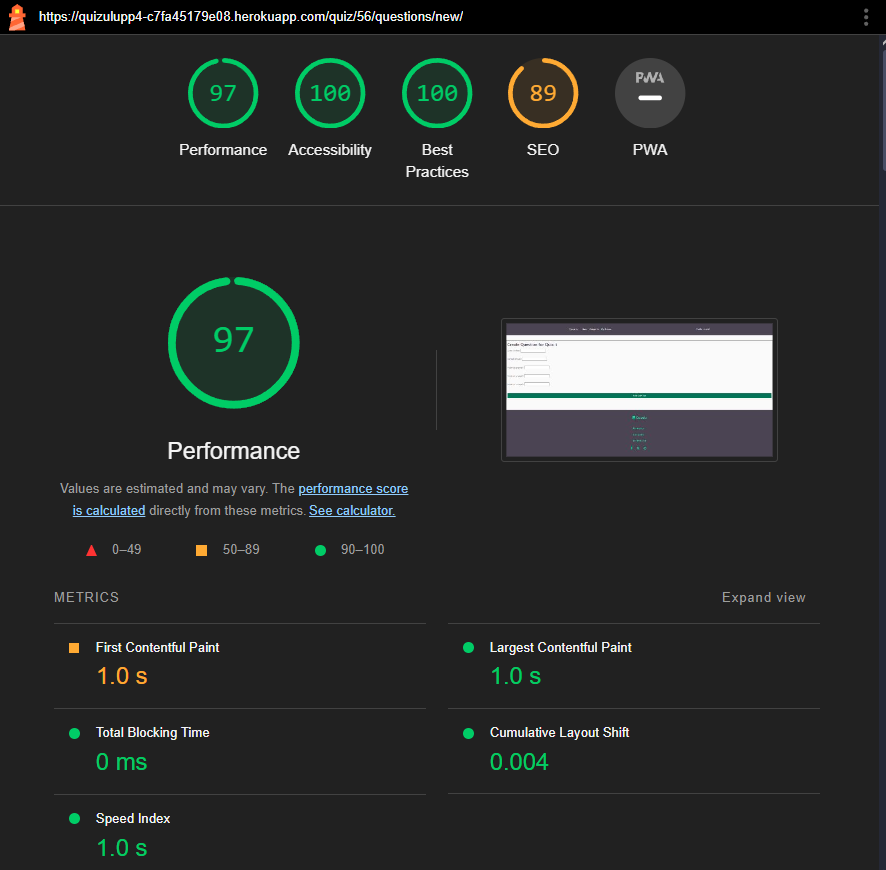 https://quizulupp4-c7fa45179e08.herokuapp.com/quiz/56/questions/new/
97
100
100
89
PWA
Performance
Accessibility
Best
Practices
SEO
PWA
97
Create Question for Quiz:
Performance
Values are estimated and may vary. The performance score
is calculated directly from these metrics. See calculator.
0–49
50–89
90–100
METRICS
Expand view
First Contentful Paint
1.0 s
Largest Contentful Paint
1.0 s
Total Blocking Time
0 ms
Cumulative Layout Shift
0.004
Speed Index
1.0 s